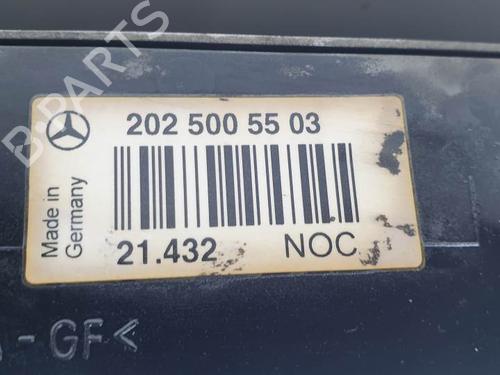 202 500 55 03
Made in
Germany
21.432 NOC
- GF<
B-PARTS